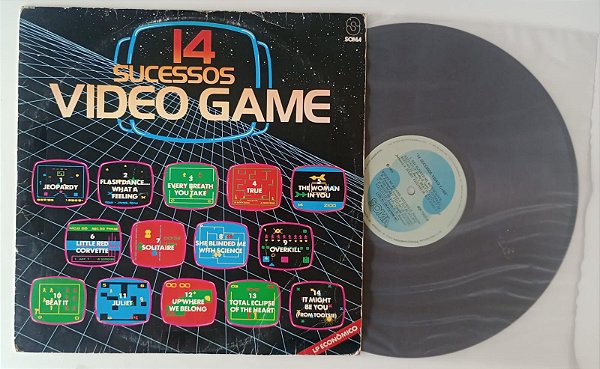 14
SUCESSOS
VIDEO GAME
SOMA
1
JEOPARDY
2
FLASHDANCE...
WHAT A
FEELING
3
EVERY BREATH
YOU TAKE
4
TRUE
5
THE WOMAN
IN YOU
6
LITTLE RED
CORVETTE
7
SOLITAIRE
8
SHE BLINDED ME
WITH SCIENCE
9
OVERKILL
10
BEAT IT
11
JULIET
12
UP WHERE
WE BELONG
13
TOTAL ECLIPSE
OF THE HEART
14
IT MIGHT
BE YOU
(FROM TOOTSIE)
LP ECONÔMICO